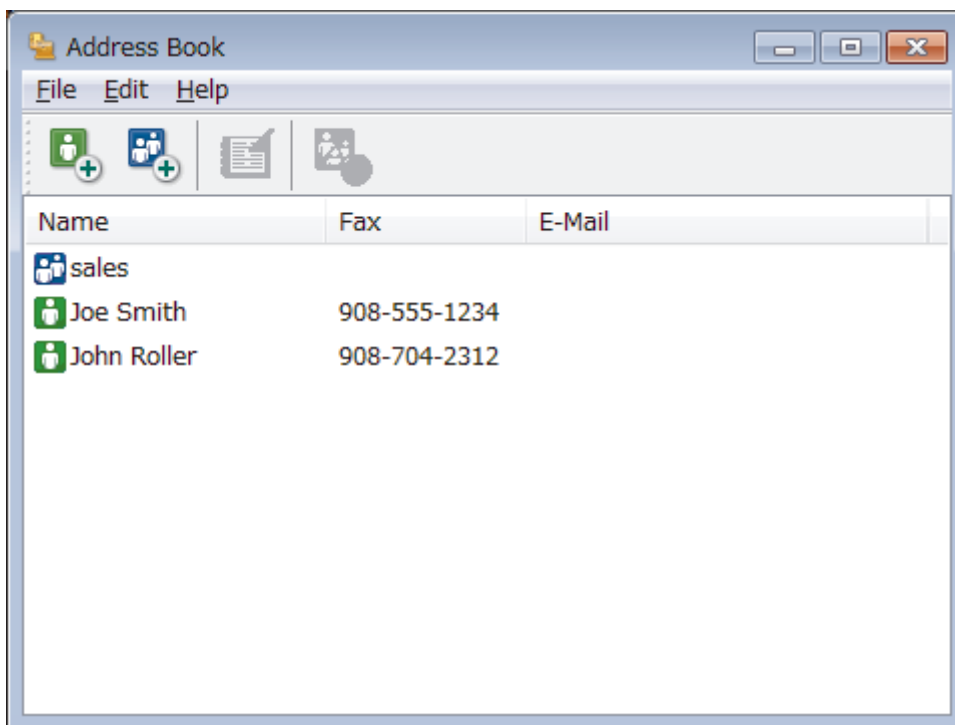 Address Book
File Edit Help
Name Fax E-Mail
sales
Joe Smith 908-555-1234
John Roller 908-704-2312